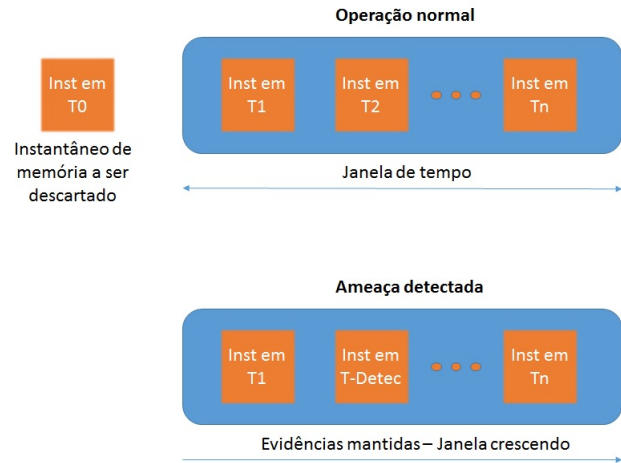 Operação normal
Inst em
T0
Inst em
T1
Inst em
T2
Inst em
Tn
Instantâneo de
memória a ser
descartado
Janela de tempo
Ameaça detectada
Inst em
T1
Inst em
T-Detec
Inst em
Tn
Evidências mantidas – Janela crescendo